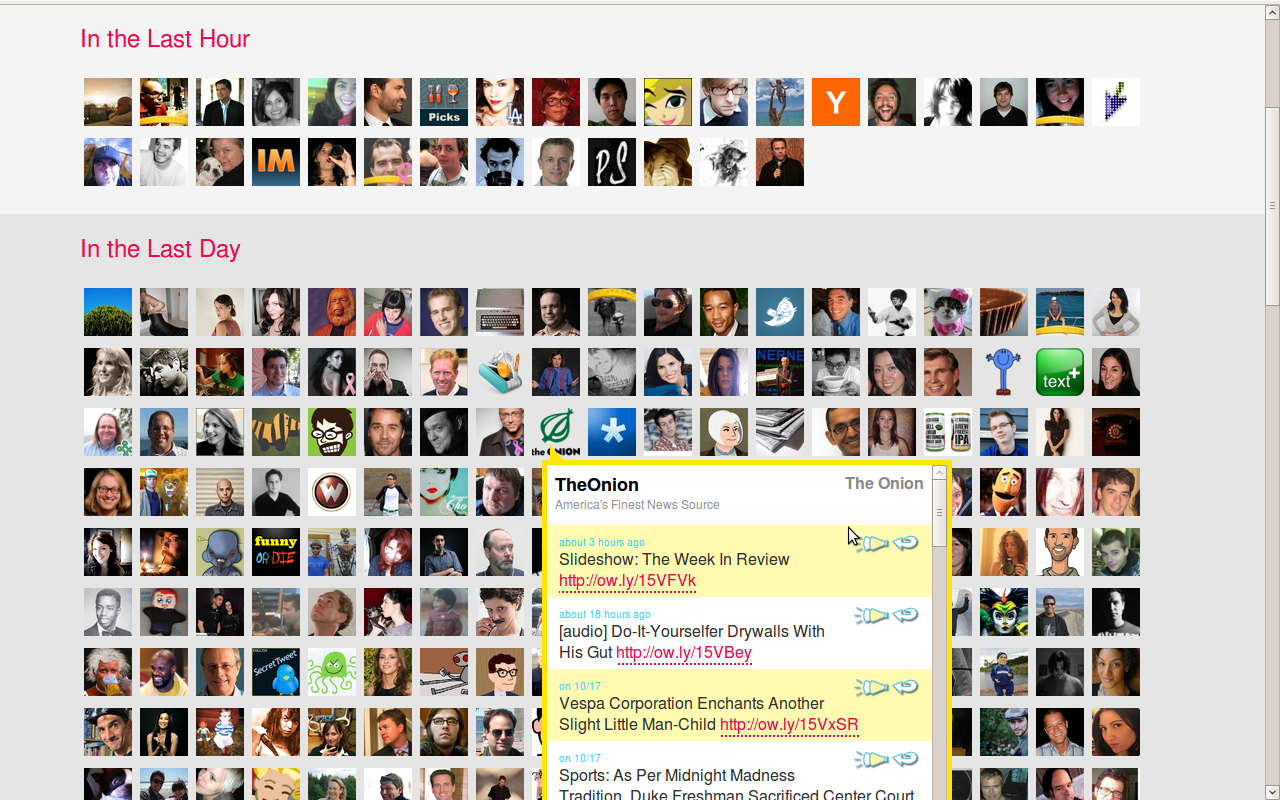 In the Last Hour
Picks
LA
Y
IM
PS
In the Last Day
text+
the ONION
TheOnion
The Onion
America's Finest News Source
about 3 hours ago
Slideshow: The Week In Review
http://ow.ly/15VFVk
about 18 hours ago
[audio] Do-It-Yourselfer Drywalls With
His Gut http://ow.ly/15VBey
on 10/17
Vespa Corporation Enchants Another
Slight Little Man-Child http://ow.ly/15VxSR
on 10/17
Sports: As Per Midnight Madness
Tradition, Duke Freshman Sacrificed Center Court
W
funny
OR DIE
ENGLISH
SecretTweet